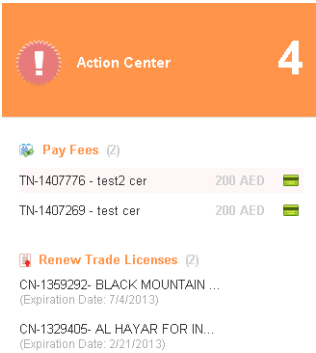 Action Center 4
Pay Fees (2)
TN-1407776 - test2 cer 200 AED
TN-1407269 - test cer 200 AED
Renew Trade Licenses (2)
CN-1359292- BLACK MOUNTAIN ...
(Expiration Date: 7/4/2013)
CN-1329405- AL HAYAR FOR IN...
(Expiration Date: 2/21/2013)